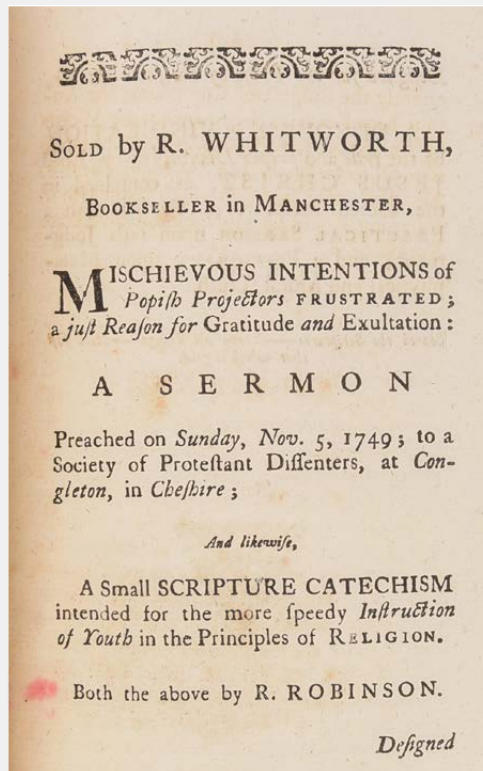 SOLD by R. WHITWORTH,
BOOKSELLER in MANCHESTER,
MISCHIEVOUS INTENTIONS of
Popiſh Projectors FRUSTRATED;
a juſt Reaſon for Gratitude and Exultation:
A SERMON
Preached on Sunday, Nov. 5, 1749; to a
Society of Proteſtant Diſſenters, at Con-
gleton, in Cheſhire;
And likewiſe,
A Small SCRIPTURE CATECHISM
intended for the more ſpeedy Inſtruction
of Youth in the Principles of RELIGION.
Both the above by R. ROBINSON.
Deſigned